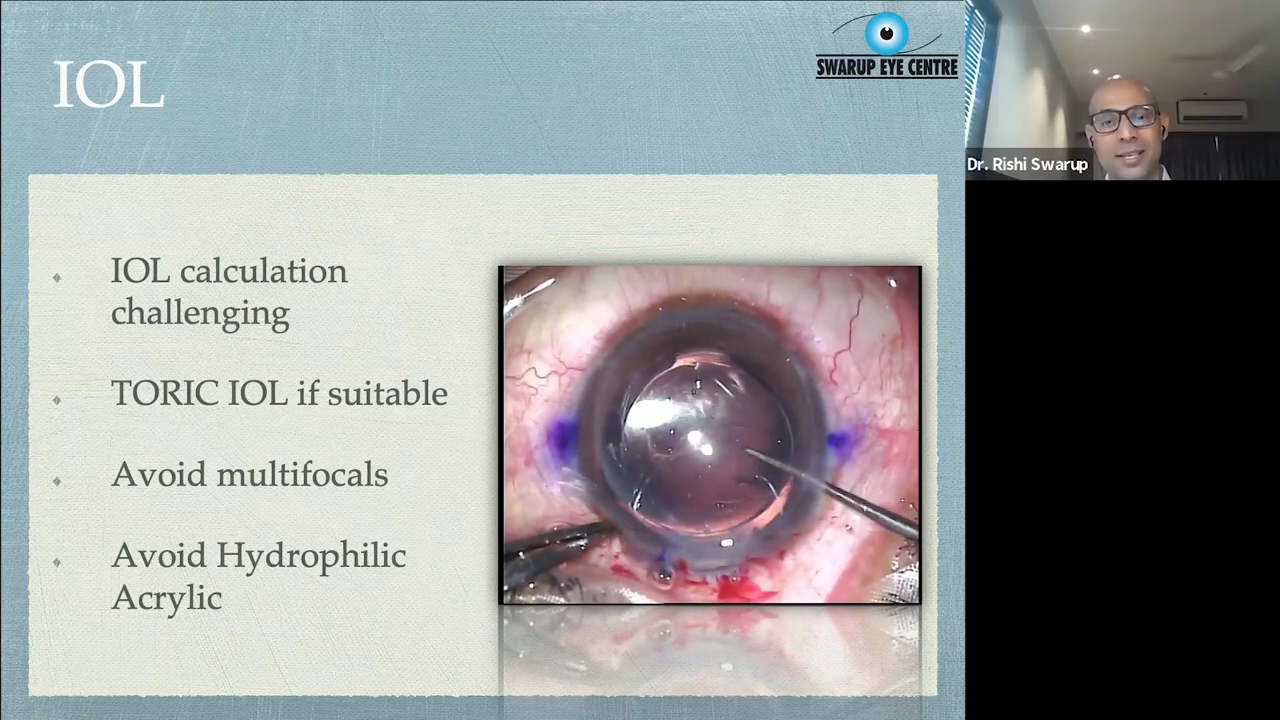 IOL
SWARUP EYE CENTRE
Dr. Rishi Swarup
IOL calculation
challenging
TORIC IOL if suitable
Avoid multifocals
Avoid Hydrophilic
Acrylic